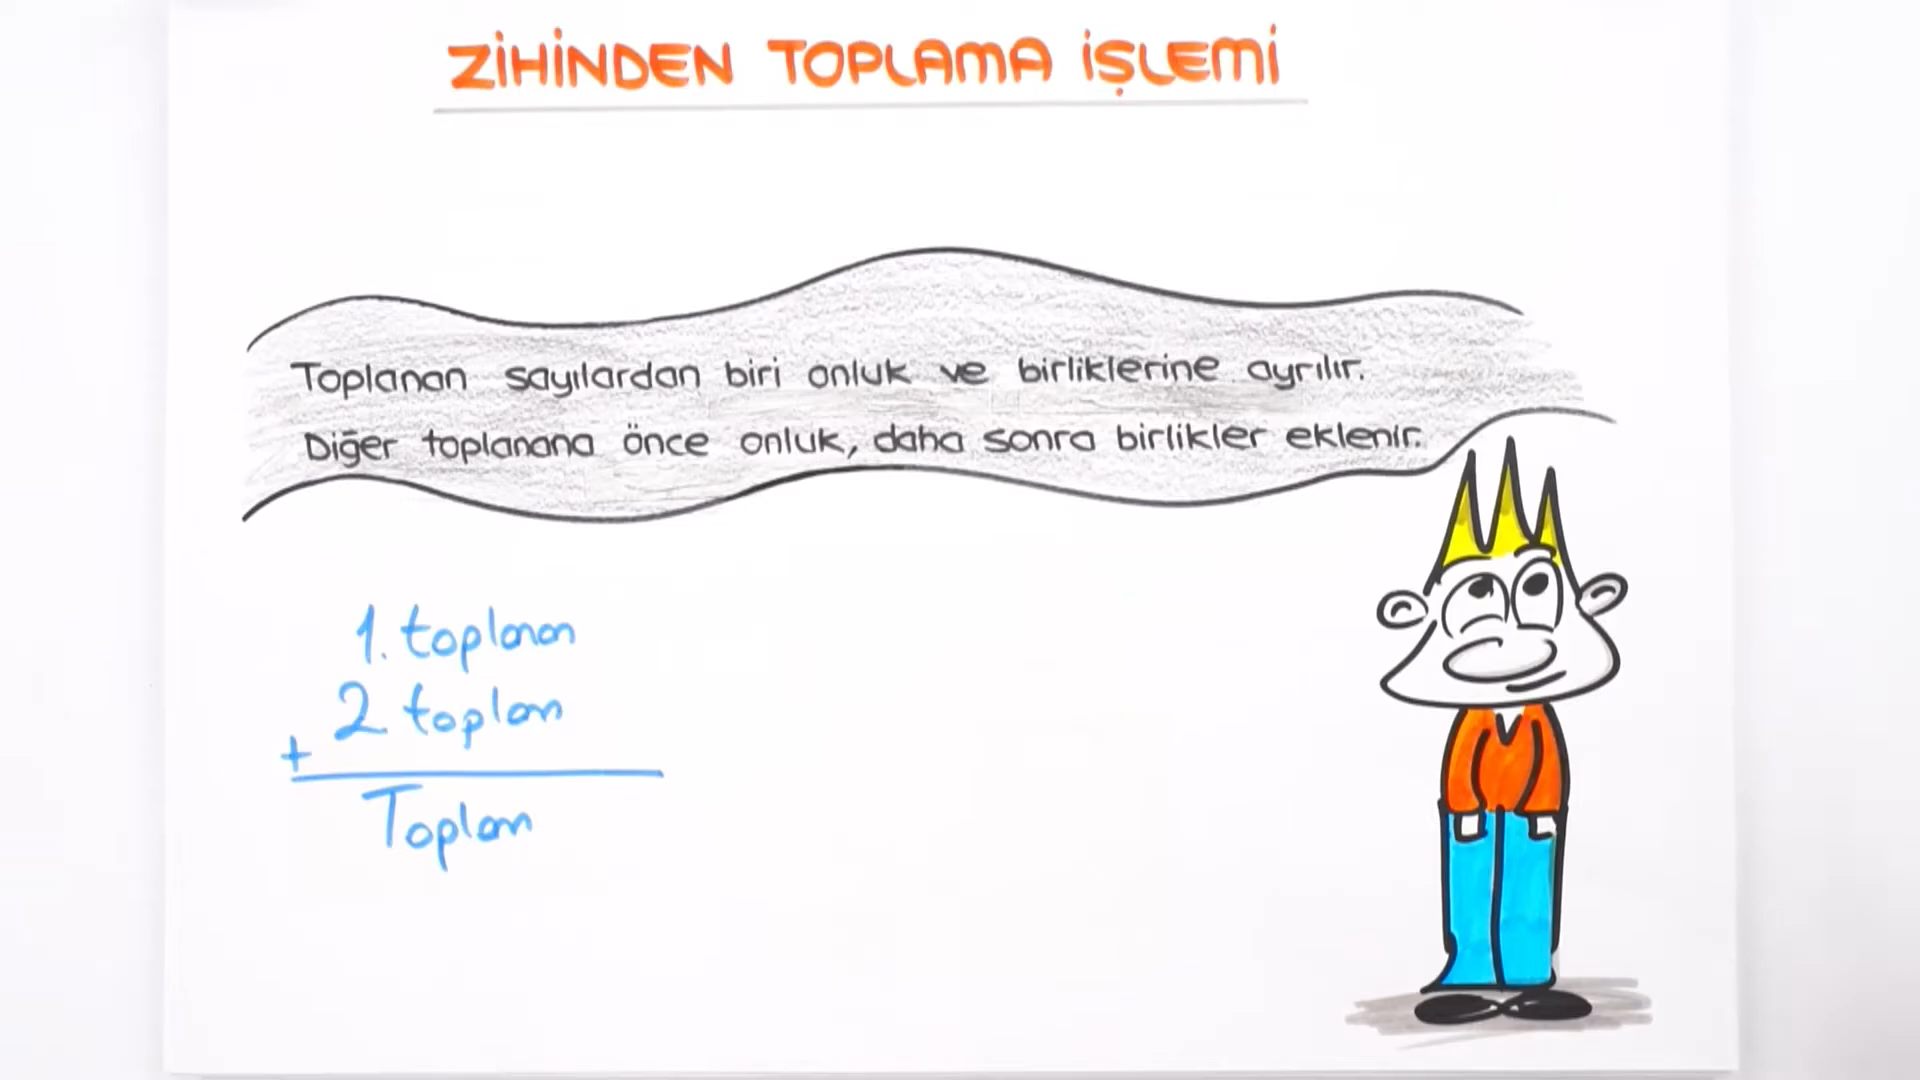 ZİHİNDEN TOPLAMA İŞLEMİ
Toplanan sayılardan biri onluk ve birliklerine ayrılır.
Diğer toplanana önce onluk, daha sonra birlikler eklenir.
1. toplanan
2 toplan
+
Toplam